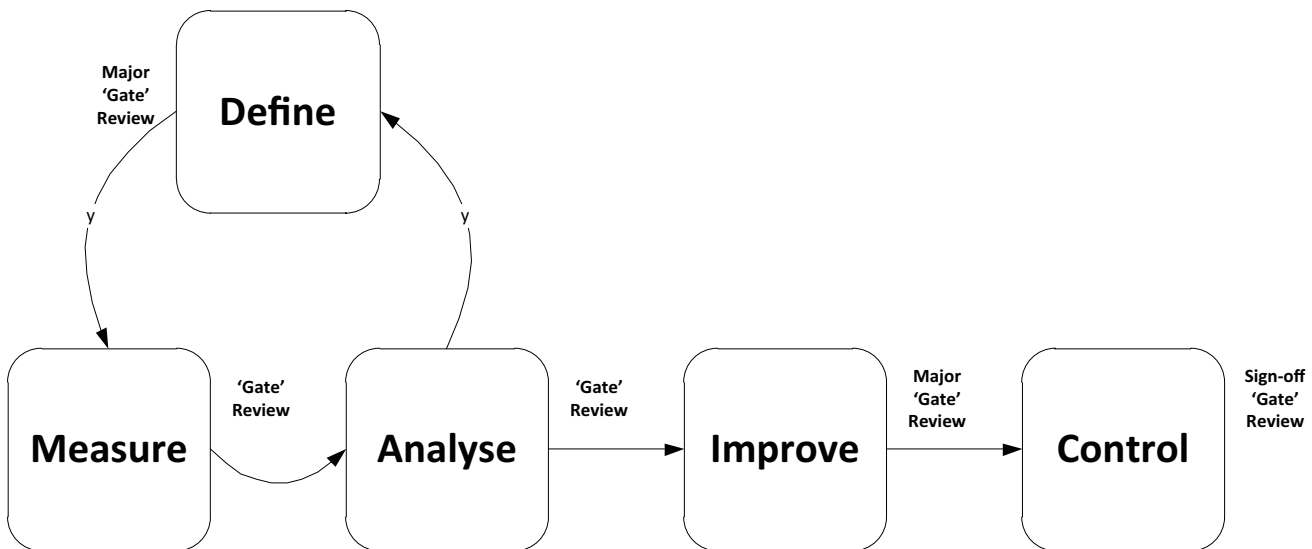 Major
‘Gate’
Review
Define
y
y
Measure
‘Gate’
Review
Analyse
‘Gate’
Review
Improve
Major
‘Gate’
Review
Control
Sign-off
‘Gate’
Review